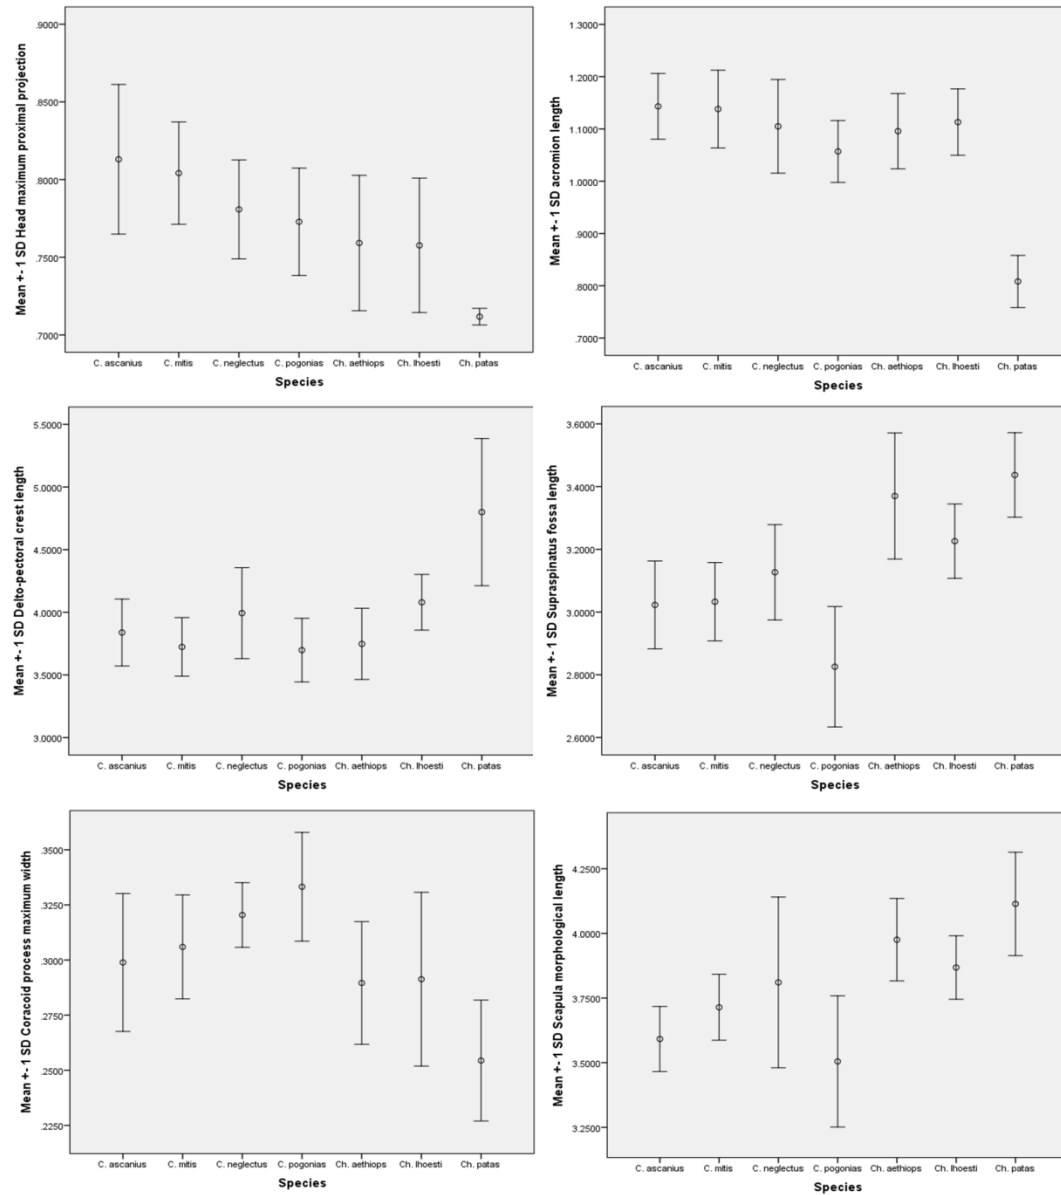 Mean +- 1 SD Head maximum proximal projection
.9000
.8500
.8000
.7500
.7000
C. ascanius C. mitis C. neglectus C. pogonias Ch. aethiops Ch. lhoesti Ch. patas
Species
Mean +- 1 SD acromion length
1.3000
1.2000
1.1000
1.0000
.9000
.8000
.7000
C. ascanius C. mitis C. neglectus C. pogonias Ch. aethiops Ch. lhoesti Ch. patas
Species
Mean +- 1 SD Delto-pectoral crest length
5.5000
5.0000
4.5000
4.0000
3.5000
3.0000
C. ascanius C. mitis C. neglectus C. pogonias Ch. aethiops Ch. lhoesti Ch. patas
Species
Mean +- 1 SD Supraspinatus fossa length
3.6000
3.4000
3.2000
3.0000
2.8000
2.6000
C. ascanius C. mitis C. neglectus C. pogonias Ch. aethiops Ch. lhoesti Ch. patas
Species
Mean +- 1 SD Coracoid process maximum width
.3500
.3250
.3000
.2750
.2500
.2250
C. ascanius C. mitis C. neglectus C. pogonias Ch. aethiops Ch. lhoesti Ch. patas
Species
Mean +- 1 SD Scapula morphological length
4.2500
4.0000
3.7500
3.5000
3.2500
C. ascanius C. mitis C. neglectus C. pogonias Ch. aethiops Ch. lhoesti Ch. patas
Species